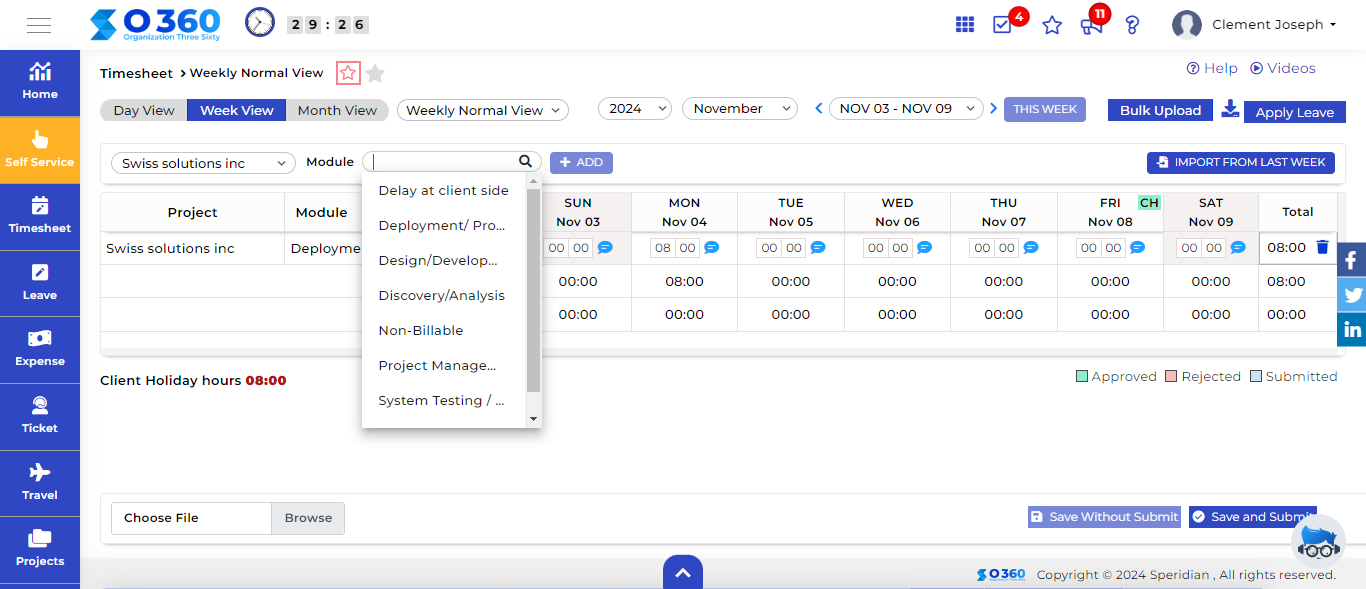 O 360
Organization Three Sixty
29:26
4
11
Clement Joseph
Home
Self Service
Timesheet
Leave
Expense
Ticket
Travel
Projects
Timesheet > Weekly Normal View
Help
Videos
Day View
Week View
Month View
Weekly Normal View
2024
November
NOV 03 - NOV 09
THIS WEEK
Bulk Upload
Apply Leave
Swiss solutions inc
Module
+ ADD
IMPORT FROM LAST WEEK
Delay at client side
Deployment/ Pro...
Design/Develop...
Discovery/Analysis
Non-Billable
Project Manage...
System Testing / ...
Project Module SUN MON TUE WED THU FRI CH SAT Total
Nov 03 Nov 04 Nov 05 Nov 06 Nov 07 Nov 08 Nov 09
Swiss solutions inc Deployme 00 00 08 00 00 00 00 00 00 00 00 00 00 00 08:00
00:00 08:00 00:00 00:00 00:00 00:00 00:00 08:00
00:00 00:00 00:00 00:00 00:00 00:00 00:00 00:00
Client Holiday hours 08:00
Approved Rejected Submitted
f
in
Choose File Browse
Save Without Submit
Save and Submit
O 360 Copyright © 2024 Speridian , All rights reserved.